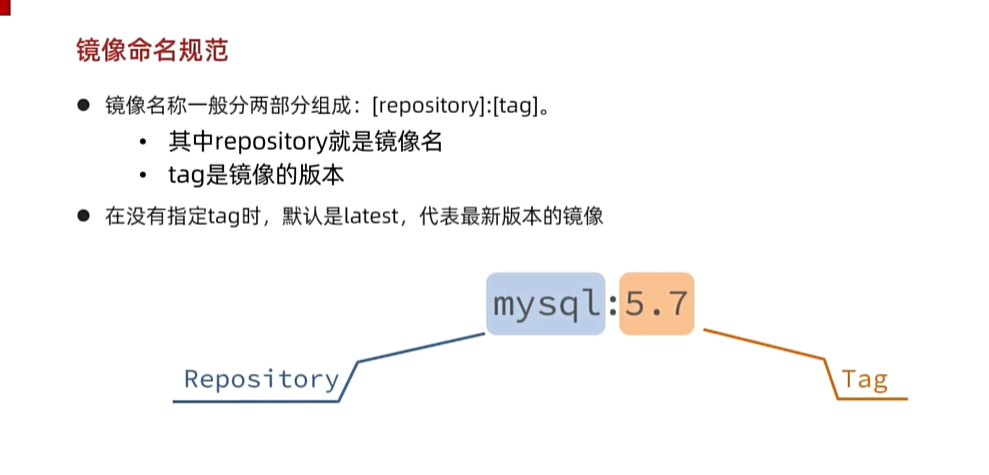 镜像命名规范
● 镜像名称一般分两部分组成：[repository]:[tag]。
• 其中repository就是镜像名
• tag是镜像的版本
● 在没有指定tag时，默认是latest，代表最新版本的镜像
mysql:5.7
Repository
Tag